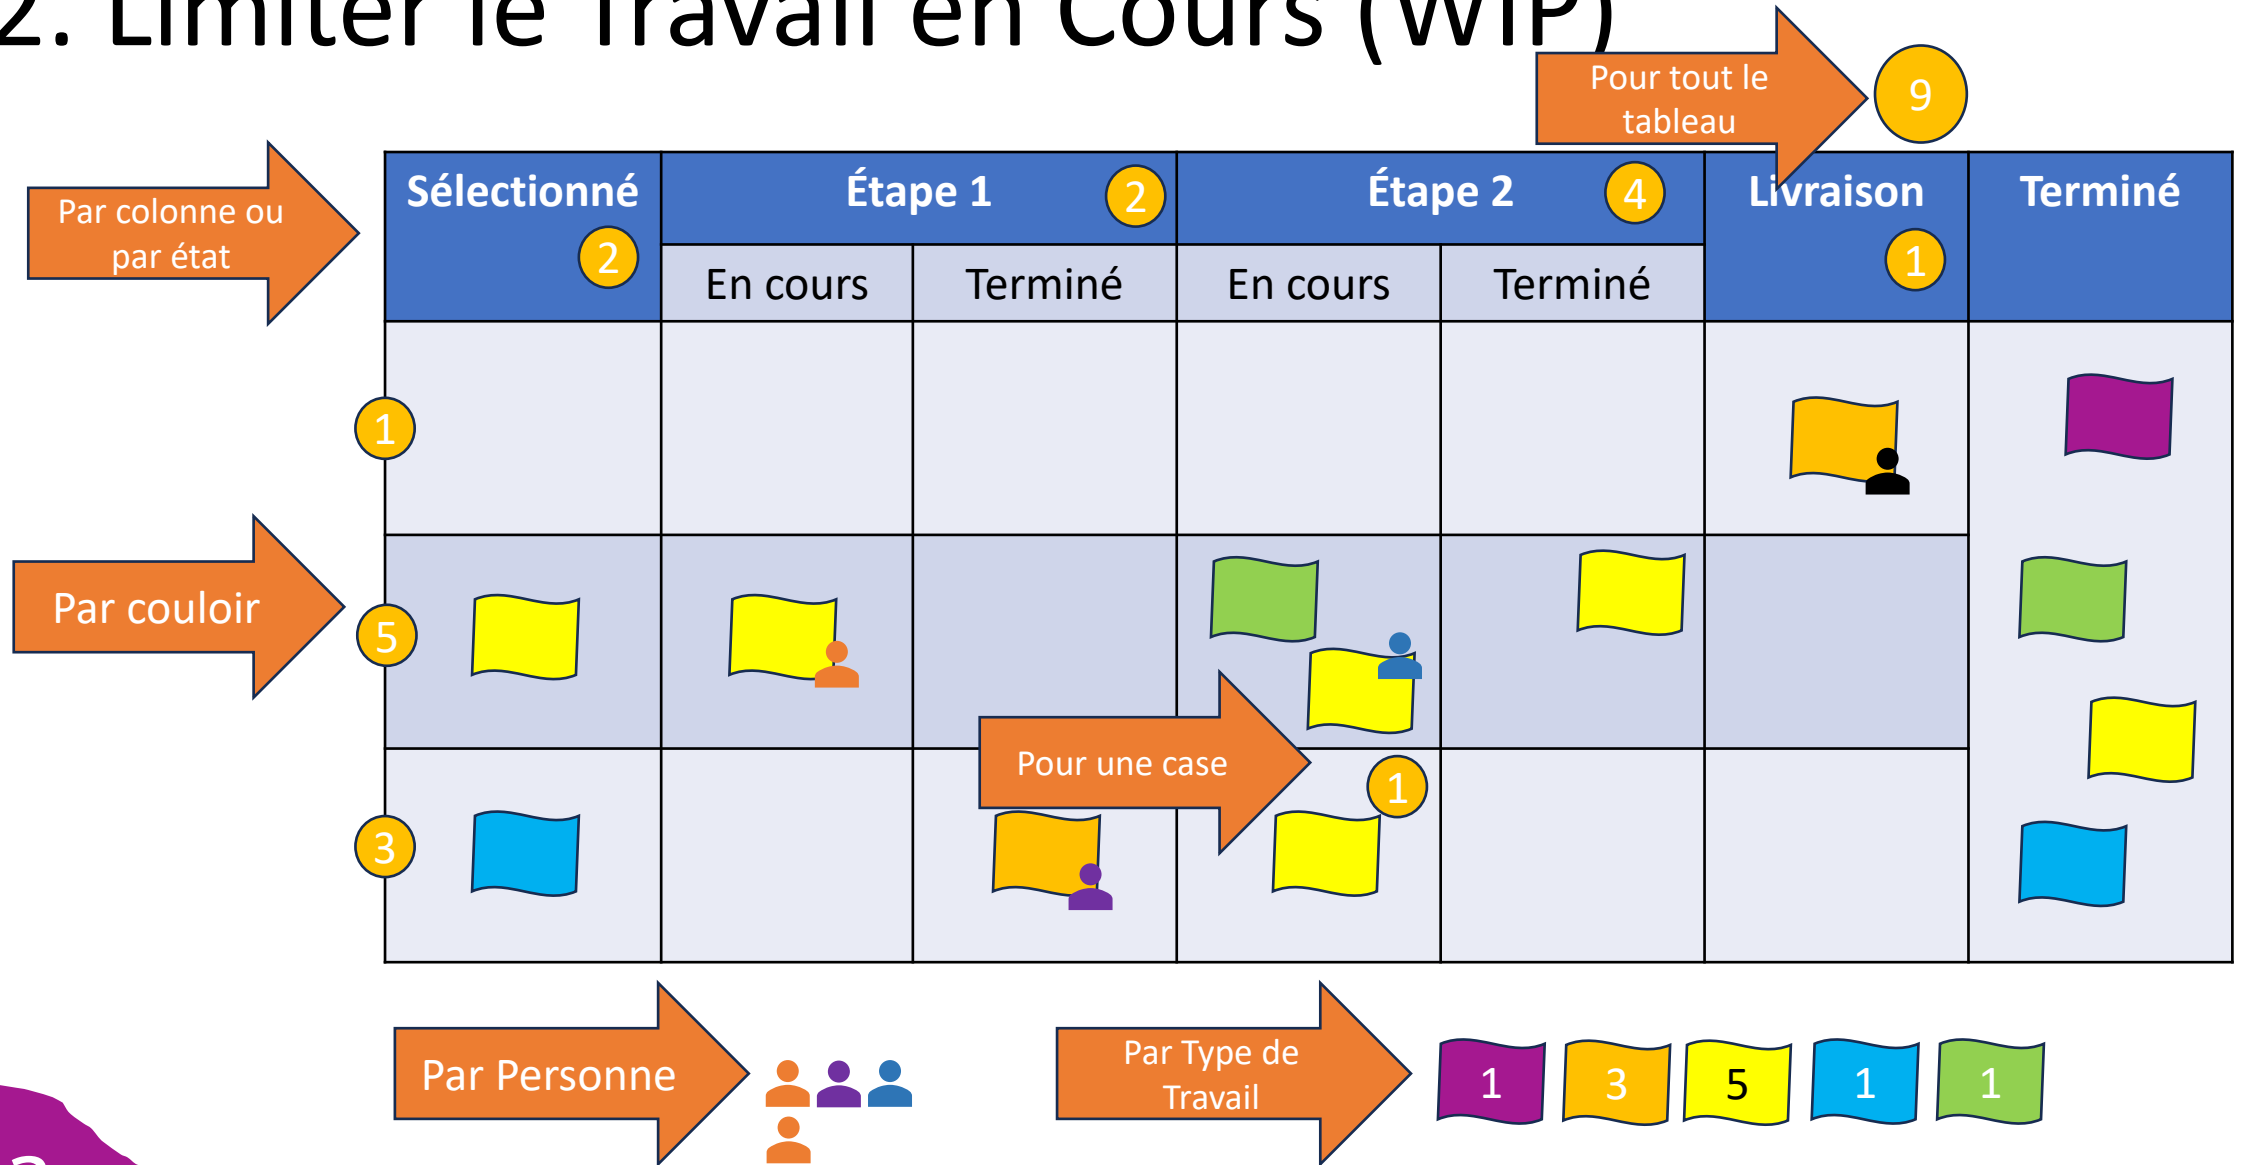 2. Limiter le Travail en Cours (WIP)
Pour tout le
tableau
9
Par colonne ou
par état
Sélectionné
2
Étape 1
2
Étape 2
4
Livraison
1
Terminé
En cours
Terminé
En cours
Terminé
1
Par couloir
5
Pour une case
1
3
Par Personne
Par Type de
Travail
1
3
5
1
1